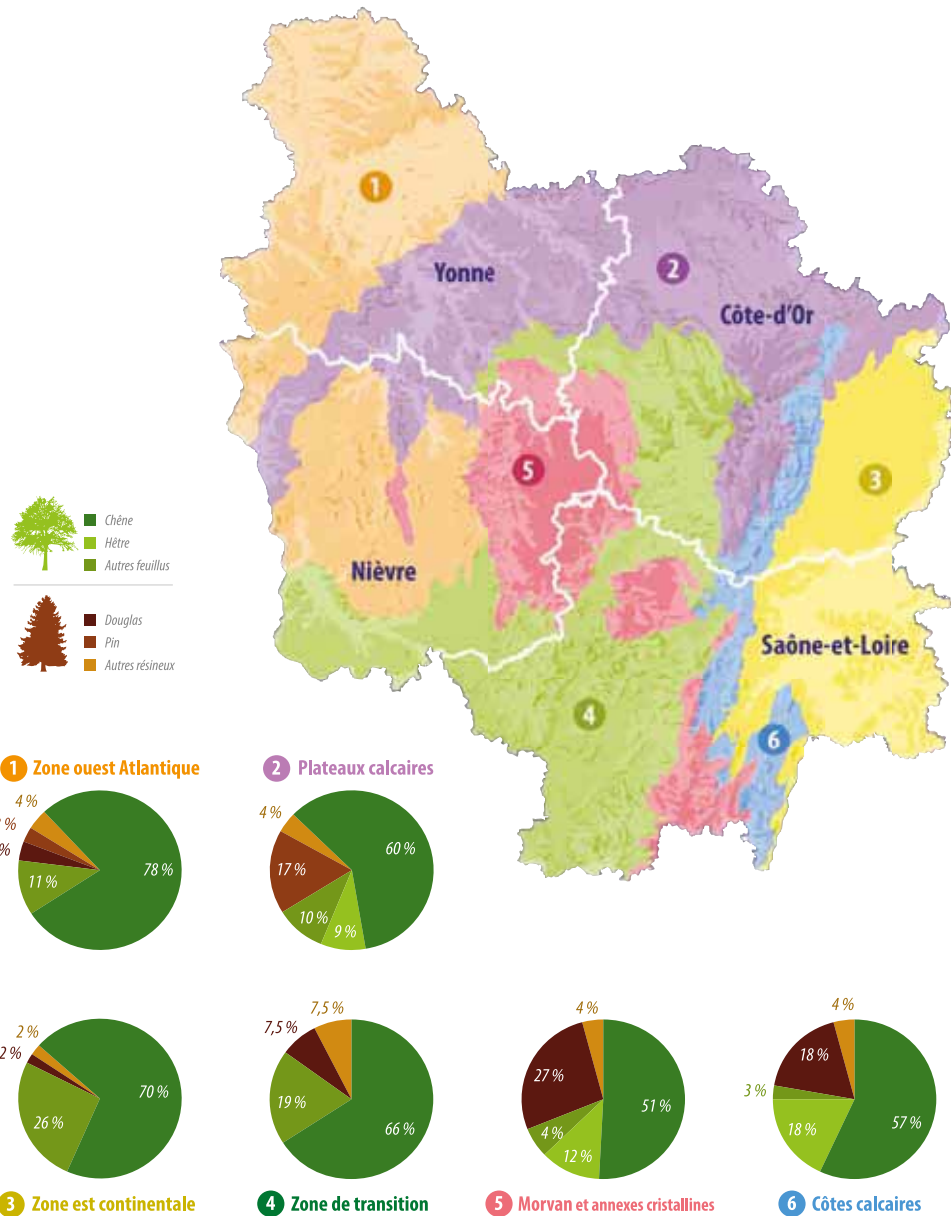 1
2
Yonne
Côte-d'Or
5
3
Nièvre
Saône-et-Loire
4
6
Chêne
Hêtre
Autres feuillus
Douglas
Pin
Autres résineux
1 Zone ouest Atlantique
4 %
%
%
11 %
78 %
2 Plateaux calcaires
4 %
60 %
17 %
10 %
9 %
2 %
2 %
70 %
26 %
3 Zone est continentale
7,5 %
7,5 %
19 %
66 %
4 Zone de transition
4 %
27 %
51 %
4 %
12 %
5 Morvan et annexes cristallines
4 %
18 %
3 %
57 %
18 %
6 Côtes calcaires